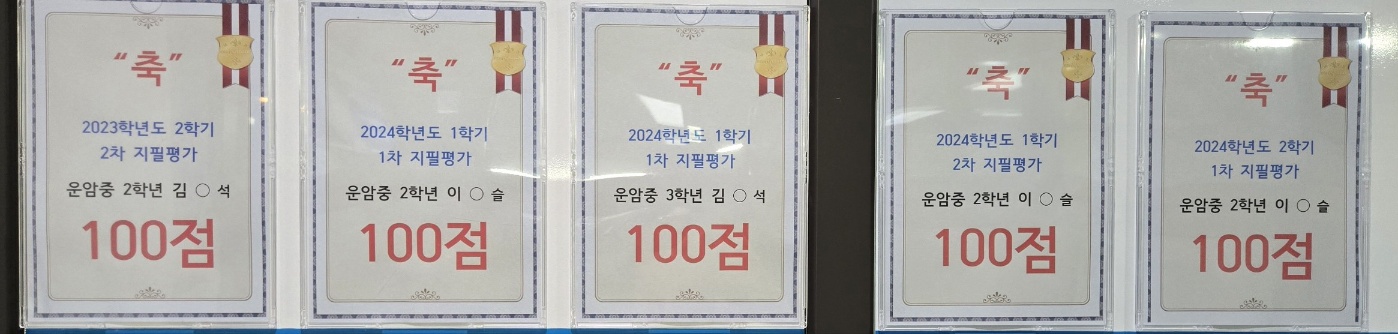 “축”
2023학년도 2학기
2차 지필평가
운암중 2학년 김 ○ 석
100점
“축”
2024학년도 1학기
1차 지필평가
운암중 2학년 이 ○ 슬
100점
“축”
2024학년도 1학기
1차 지필평가
운암중 3학년 김 ○ 석
100점
“축”
2024학년도 1학기
2차 지필평가
운암중 2학년 이 ○ 슬
100점
“축”
2024학년도 2학기
1차 지필평가
운암중 2학년 이 ○ 슬
100점